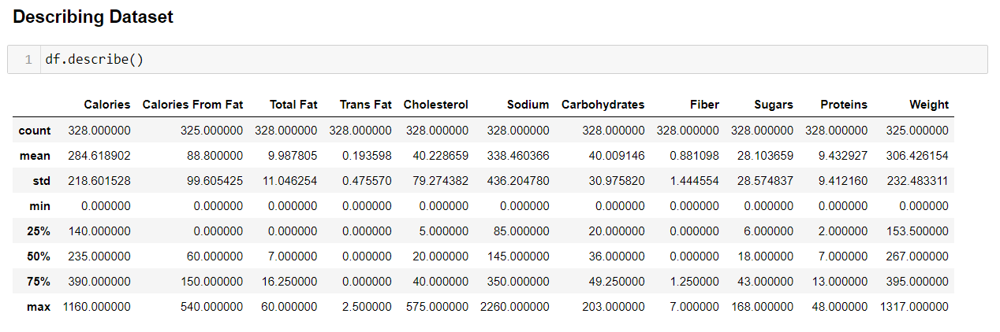 Describing Dataset
1 df.describe()
Calories Calories From Fat Total Fat Trans Fat Cholesterol Sodium Carbohydrates Fiber Sugars Proteins Weight
count 328.000000 325.000000 328.000000 328.000000 328.000000 328.000000 328.000000 328.000000 328.000000 328.000000 325.000000
mean 284.618902 88.800000 9.987805 0.193598 40.228659 338.460366 40.009146 0.881098 28.103659 9.432927 306.426154
std 218.601528 99.605425 11.046254 0.475570 79.274382 436.204780 30.975820 1.444554 28.574837 9.412160 232.483311
min 0.000000 0.000000 0.000000 0.000000 0.000000 0.000000 0.000000 0.000000 0.000000 0.000000 0.000000
25% 140.000000 0.000000 0.000000 0.000000 5.000000 85.000000 20.000000 0.000000 6.000000 2.000000 153.500000
50% 235.000000 60.000000 7.000000 0.000000 20.000000 145.000000 36.000000 0.000000 18.000000 7.000000 267.000000
75% 390.000000 150.000000 16.250000 0.000000 40.000000 350.000000 49.250000 1.250000 43.000000 13.000000 395.000000
max 1160.000000 540.000000 60.000000 2.500000 575.000000 2260.000000 203.000000 7.000000 168.000000 48.000000 1317.000000